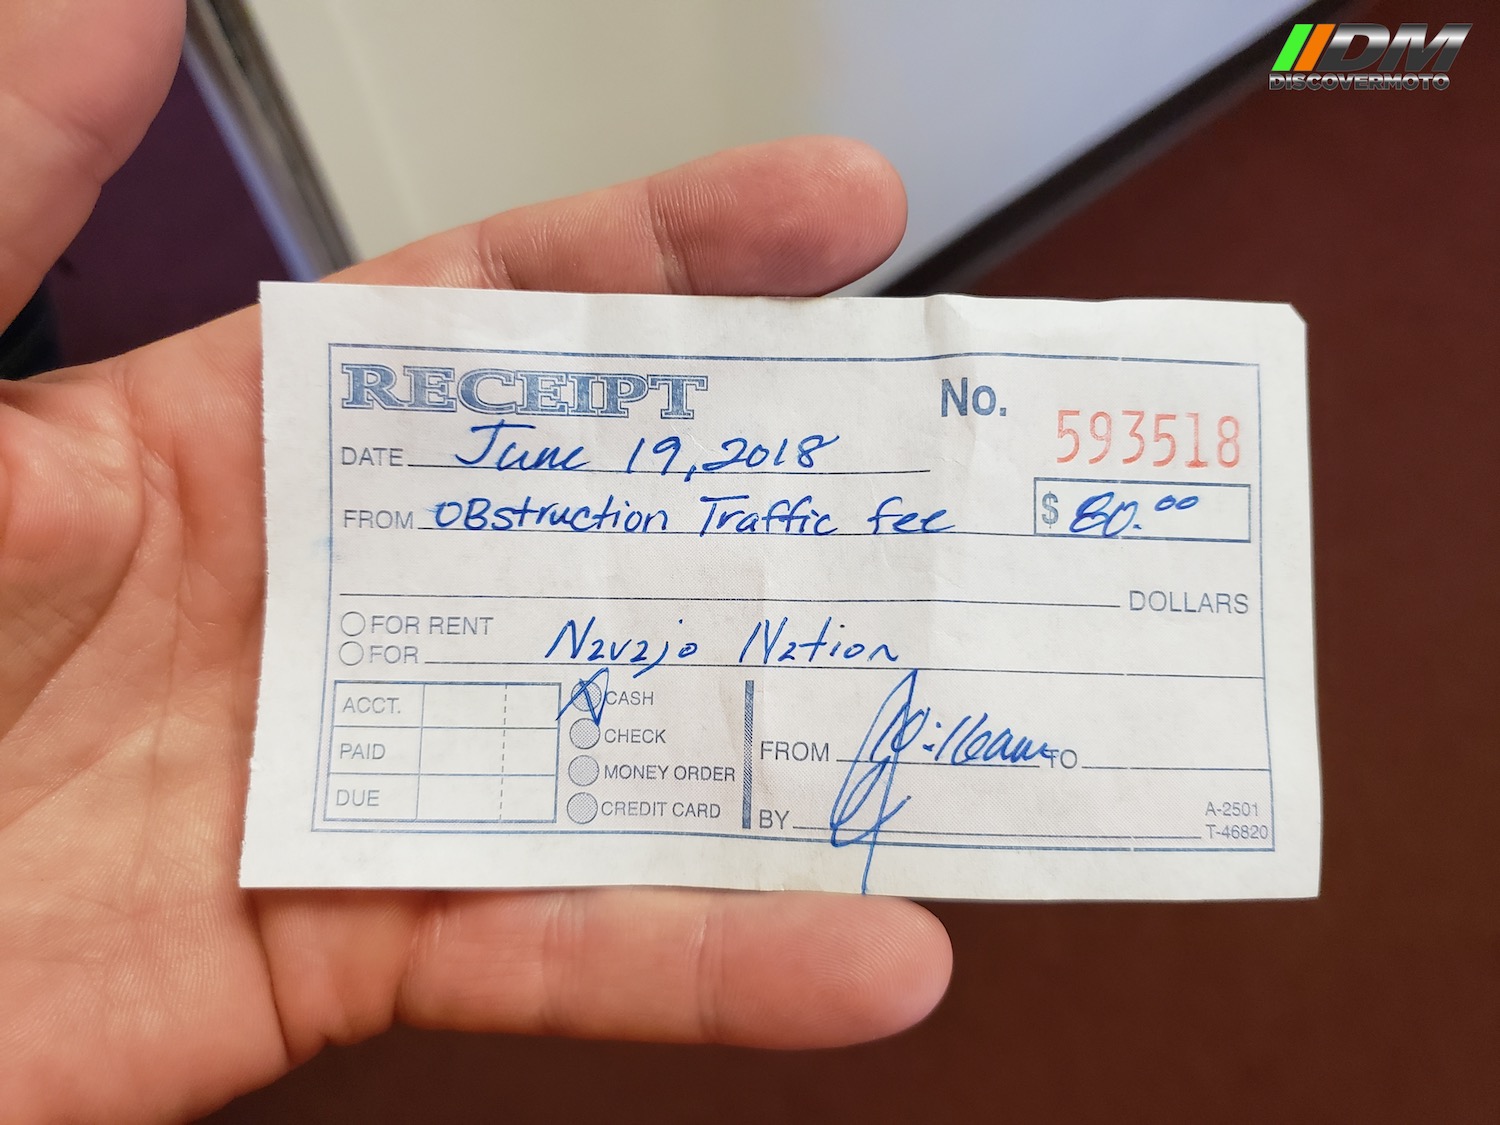 DM
DISCOVERMOTO
RECEIPT No. 593518
DATE June 19, 2018
FROM OBstruction Traffic fee $ 80.00
DOLLARS
FOR RENT
FOR Navajo Nation
ACCT.
PAID
DUE
CASH
CHECK
MONEY ORDER
CREDIT CARD
FROM TO
BY
A-2501
T-46820